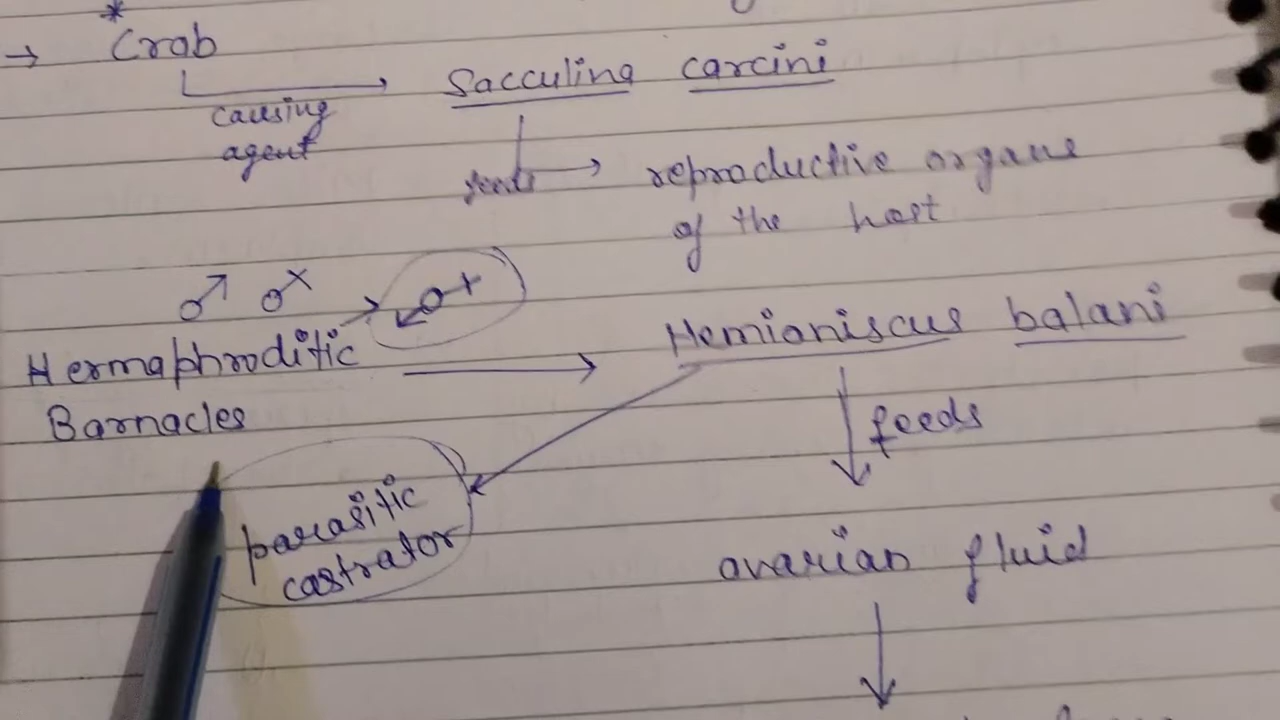 * 
→ Crab
Sacculina carcini
causing
agent
feeds → reproductive organs
of the host
♂ ♀ → 
Hermaphroditic → Hemioniscus balani
Barnacles
feeds
parasitic
castrator
ovarian fluid